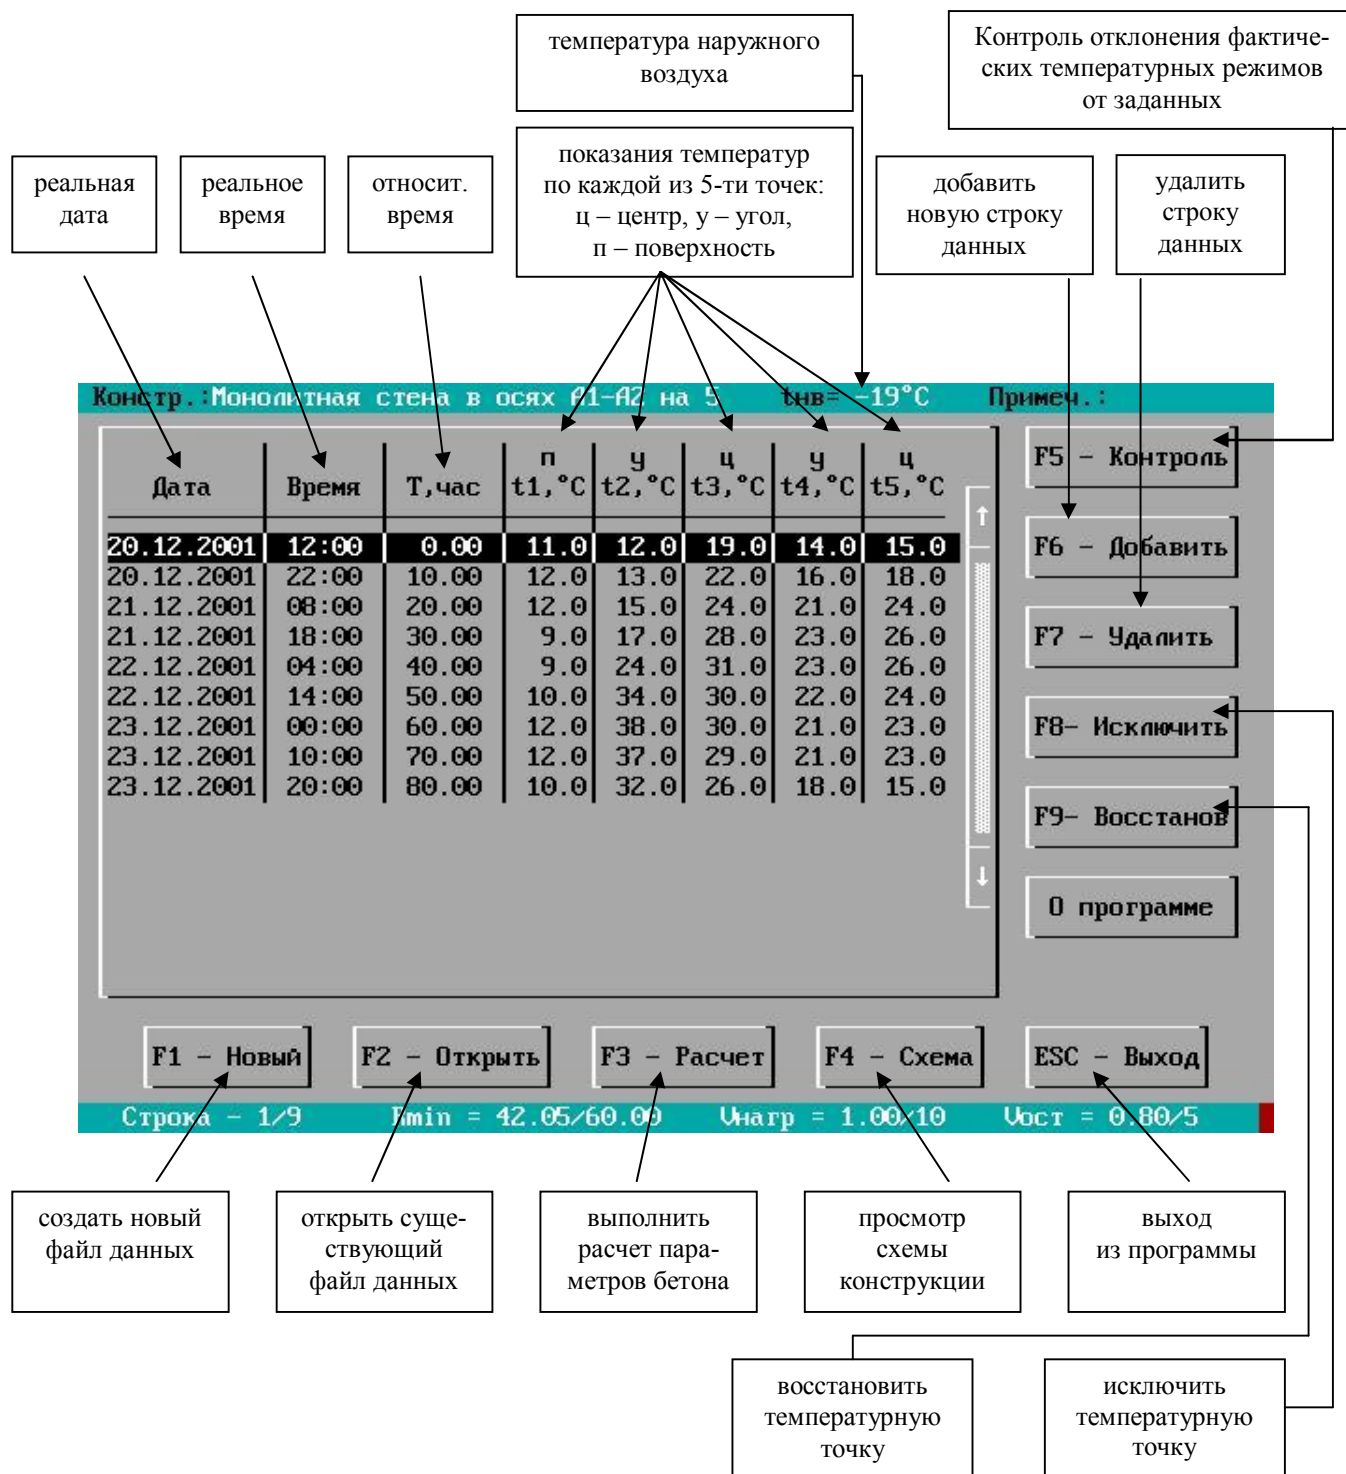 температура наружного
воздуха
Контроль отклонения фактиче-
ских температурных режимов
от заданных
реальная
дата
реальное
время
относит.
время
показания температур
по каждой из 5-ти точек:
ц – центр, у – угол,
п – поверхность
добавить
новую строку
данных
удалить
строку
данных
Констр.:Монолитная стена в осях А1-А2 на 5 tнв= -19°C Примеч.:
п у ц у ц
Дата Время Т,час t1,°C t2,°C t3,°C t4,°C t5,°C
20.12.2001 12:00 0.00 11.0 12.0 19.0 14.0 15.0
20.12.2001 22:00 10.00 12.0 13.0 22.0 16.0 18.0
21.12.2001 08:00 20.00 12.0 15.0 24.0 21.0 24.0
21.12.2001 18:00 30.00 9.0 17.0 28.0 23.0 26.0
22.12.2001 04:00 40.00 9.0 24.0 31.0 23.0 26.0
22.12.2001 14:00 50.00 10.0 34.0 30.0 22.0 24.0
23.12.2001 00:00 60.00 12.0 38.0 30.0 21.0 23.0
23.12.2001 10:00 70.00 12.0 37.0 29.0 21.0 23.0
23.12.2001 20:00 80.00 10.0 32.0 26.0 18.0 15.0
F5 - Контроль
F6 - Добавить
F7 - Удалить
F8- Исключить
F9- Восстанов
О программе
F1 - Новый
F2 - Открыть
F3 - Расчет
F4 - Схема
ESC - Выход
Строка - 1/9 Rmin = 42.05/60.00 Vнагр = 1.00/10 Vост = 0.80/5
создать новый
файл данных
открыть суще-
ствующий
файл данных
выполнить
расчет пара-
метров бетона
просмотр
схемы
конструкции
выход
из программы
восстановить
температурную
точку
исключить
температурную
точку